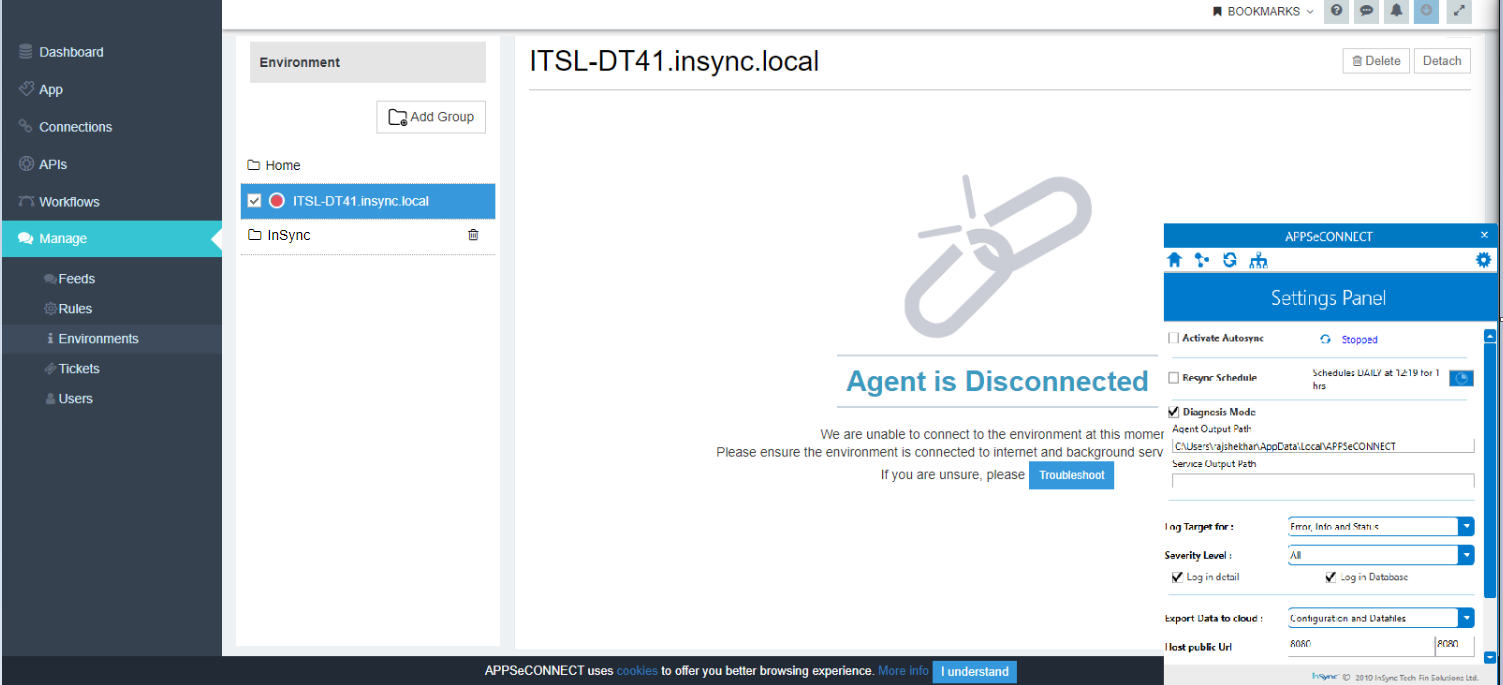 BOOKMARKS
Dashboard
App
Connections
APIs
Workflows
Manage
Feeds
Rules
Environments
Tickets
Users
Environment
Add Group
Home
ITSL-DT41.insync.local
InSync
ITSL-DT41.insync.local
Delete
Detach
Agent is Disconnected
We are unable to connect to the environment at this momen
Please ensure the environment is connected to internet and background serv
If you are unsure, please Troubleshoot
APPSeCONNECT
Settings Panel
Activate Autosync
Stopped
Resync Schedule
Schedules DAILY at 12:19 for 1
hrs
Diagnosis Mode
Agent Output Path
C:\Users\rajshekhar\AppData\Local\APPSeCONNECT
Service Output Path
Log Target for :
Error, Info and Status
Severity Level :
All
Log in detail
Log in Database
Export Data to cloud :
Configuration and Datafiles
Host public Url
8080
8080
InSync © 2010 InSync Tech Fin Solutions Ltd.
APPSeCONNECT uses cookies to offer you better browsing experience. More info I understand